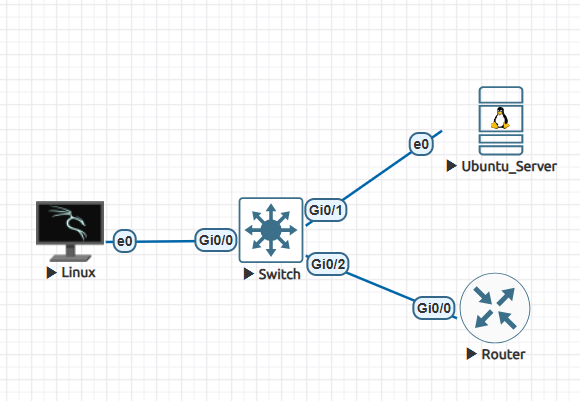 e0
Ubuntu_Server
Gi0/1
e0
Gi0/0
Linux
Switch
Gi0/2
Gi0/0
Router